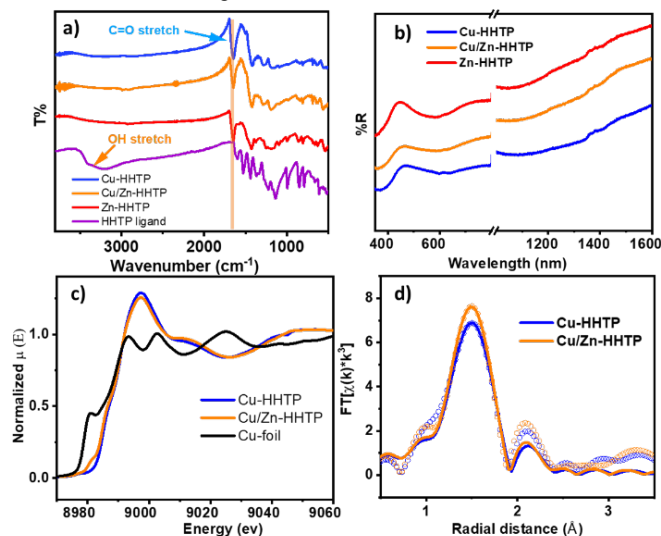 a)
C=O stretch
OH stretch
Cu-HHTP
Cu/Zn-HHTP
Zn-HHTP
HHTP ligand
T%
3000 2000 1000
Wavenumber (cm-1)
b)
Cu-HHTP
Cu/Zn-HHTP
Zn-HHTP
%R
400 600 1200 1400 1600
Wavelength (nm)
c)
Cu-HHTP
Cu/Zn-HHTP
Cu-foil
Normalized μ (E)
1.0
0.5
0.0
8980 9000 9020 9040 9060
Energy (ev)
d)
Cu-HHTP
Cu/Zn-HHTP
FT[χ(k)*k3]
8
6
4
2
0
1 2 3
Radial distance (Å)